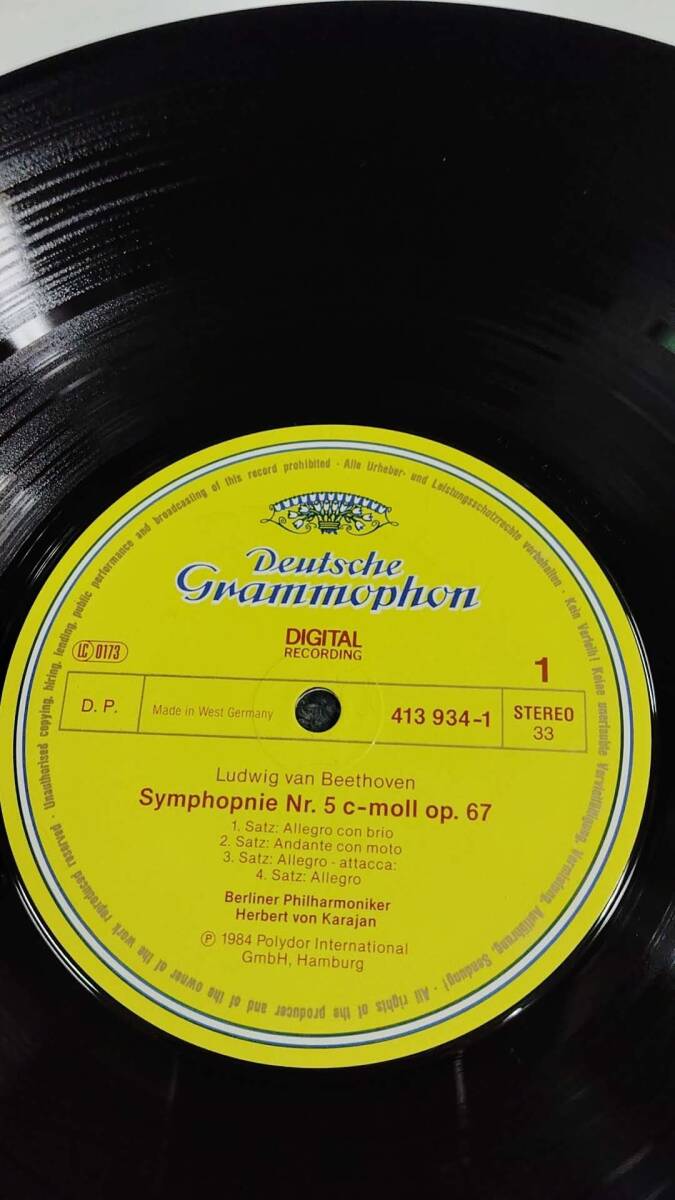 Deutsche
Grammophon
DIGITAL
RECORDING
LC 0173
1
D. P.
Made in West Germany
413 934-1
STEREO
33
Ludwig van Beethoven
Symphopnie Nr. 5 c-moll op. 67
1. Satz: Allegro con brio
2. Satz: Andante con moto
3. Satz: Allegro - attacca:
4. Satz: Allegro
Berliner Philharmoniker
Herbert von Karajan
Ⓟ 1984 Polydor International
GmbH, Hamburg
Alle Urheber- und Leistungsschutzrechte vorbehalten · Kein Verleih! Keine unerlaubte Vervielfältigung, Vermietung, Aufführung, Sendung! · All rights of the producer and of the owner of the work reproduced reserved · Unauthorised copying, hiring, lending, public performance and broadcasting of this record prohibited ·